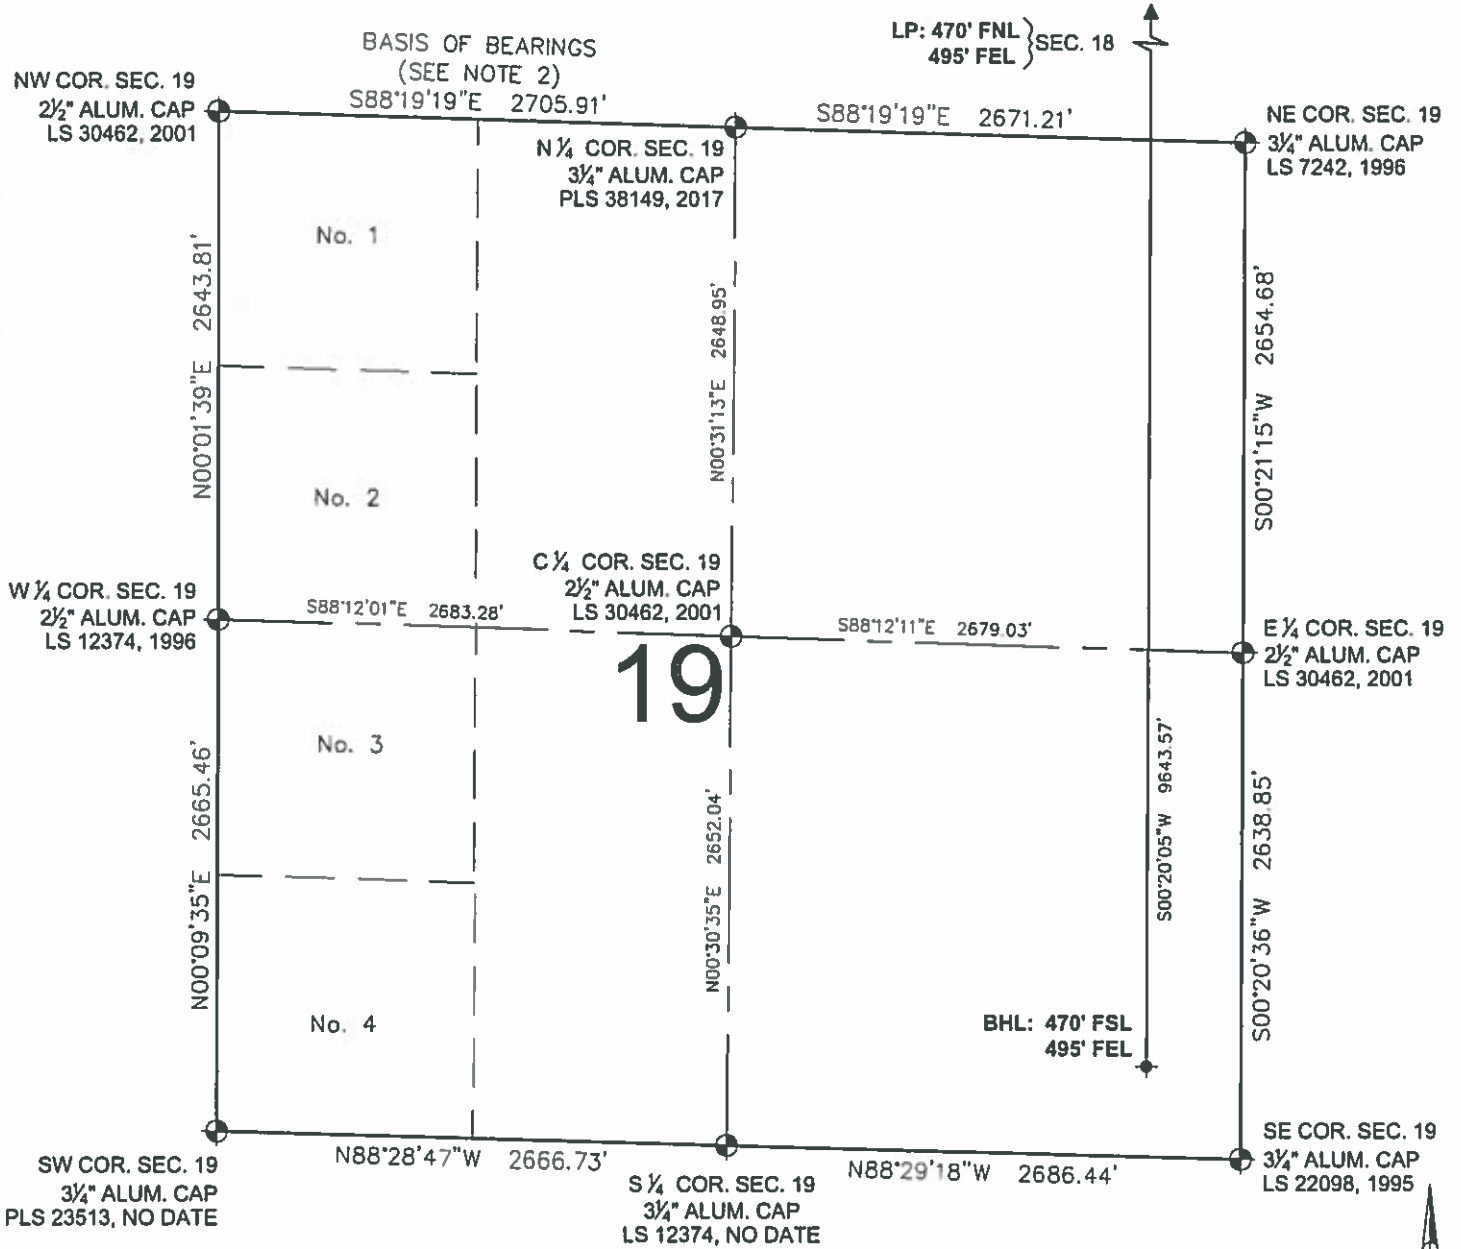 LP: 470' FNL
495' FEL
SEC. 18
BASIS OF BEARINGS
(SEE NOTE 2)
S88°19'19"E 2705.91'
S88°19'19"E 2671.21'
NW COR. SEC. 19
2½" ALUM. CAP
LS 30462, 2001
N ¼ COR. SEC. 19
3¼" ALUM. CAP
PLS 38149, 2017
NE COR. SEC. 19
3¼" ALUM. CAP
LS 7242, 1996
No. 1
N00°01'39"E 2643.81'
N00°31'13"E 2648.95'
S00°21'15"W 2654.68'
No. 2
C ¼ COR. SEC. 19
2½" ALUM. CAP
LS 30462, 2001
W ¼ COR. SEC. 19
2½" ALUM. CAP
LS 12374, 1996
S88°12'01"E 2683.28'
S88°12'11"E 2679.03'
E ¼ COR. SEC. 19
2½" ALUM. CAP
LS 30462, 2001
19
No. 3
N00°09'35"E 2665.46'
N00°30'35"E 2652.04'
S00°20'05"W 9643.57'
S00°20'36"W 2638.85'
No. 4
BHL: 470' FSL
495' FEL
SW COR. SEC. 19
3¼" ALUM. CAP
PLS 23513, NO DATE
N88°28'47"W 2666.73'
S ¼ COR. SEC. 19
3¼" ALUM. CAP
LS 12374, NO DATE
N88°29'18"W 2686.44'
SE COR. SEC. 19
3¼" ALUM. CAP
LS 22098, 1995